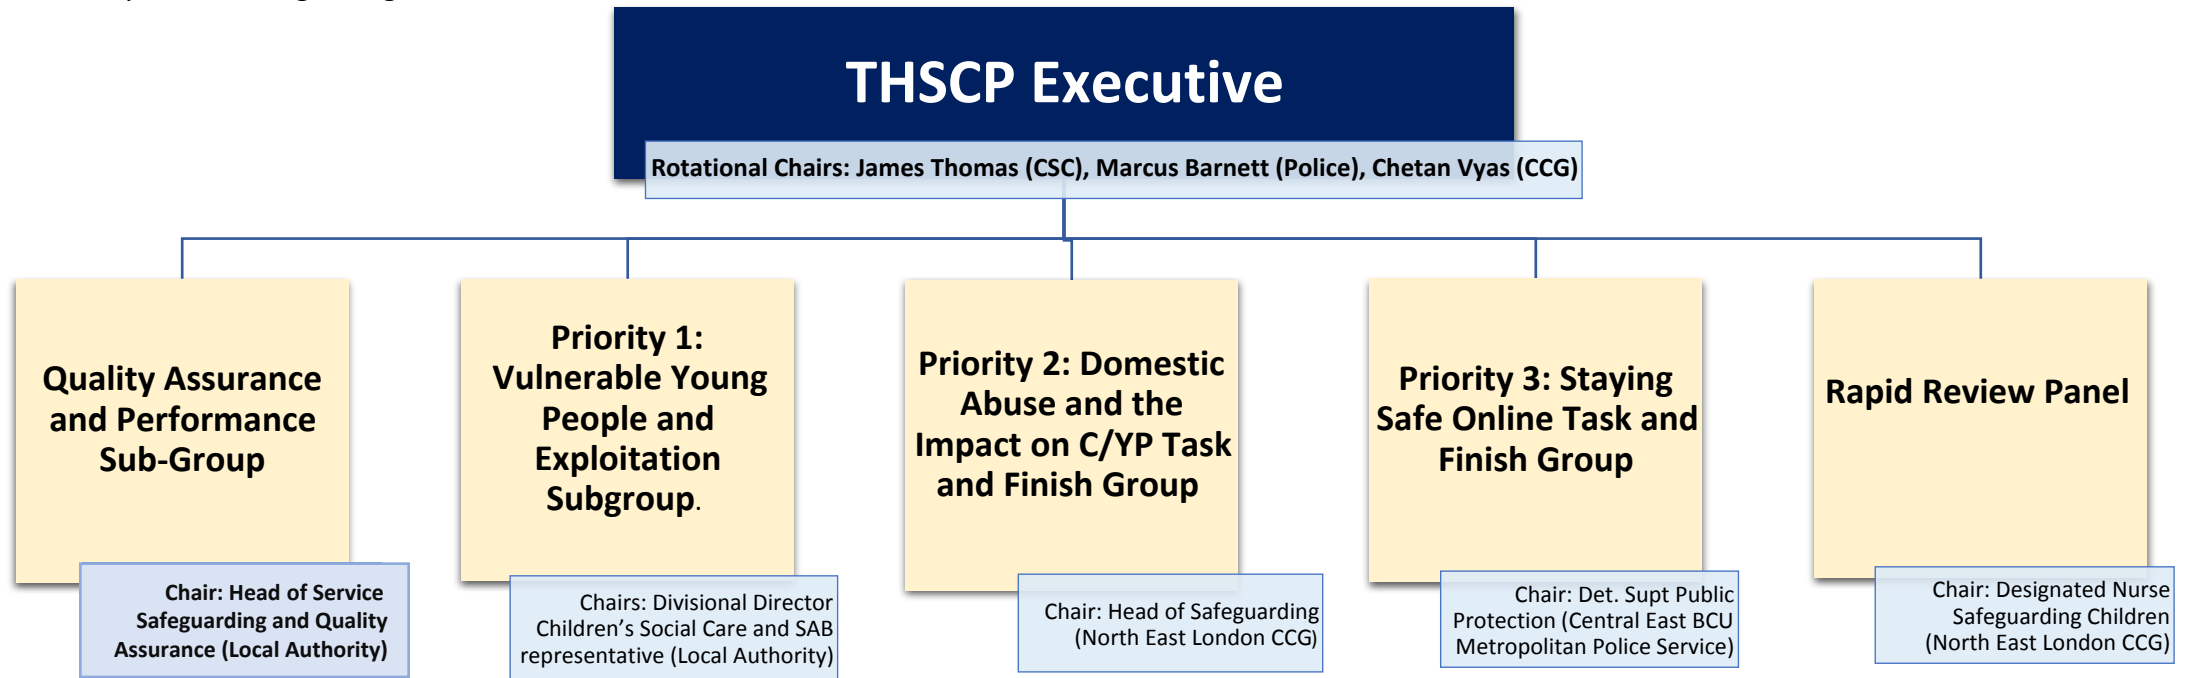 THSCP Executive
Rotational Chairs: James Thomas (CSC), Marcus Barnett (Police), Chetan Vyas (CCG)
Quality Assurance
and Performance
Sub-Group
Chair: Head of Service
Safeguarding and Quality
Assurance (Local Authority)
Priority 1:
Vulnerable Young
People and
Exploitation
Subgroup.
Chairs: Divisional Director
Children's Social Care and SAB
representative (Local Authority)
Priority 2: Domestic
Abuse and the
Impact on C/YP Task
and Finish Group
Chair: Head of Safeguarding
(North East London CCG)
Priority 3: Staying
Safe Online Task and
Finish Group
Chair: Det. Supt Public
Protection (Central East BCU
Metropolitan Police Service)
Rapid Review Panel
Chair: Designated Nurse
Safeguarding Children
(North East London CCG)